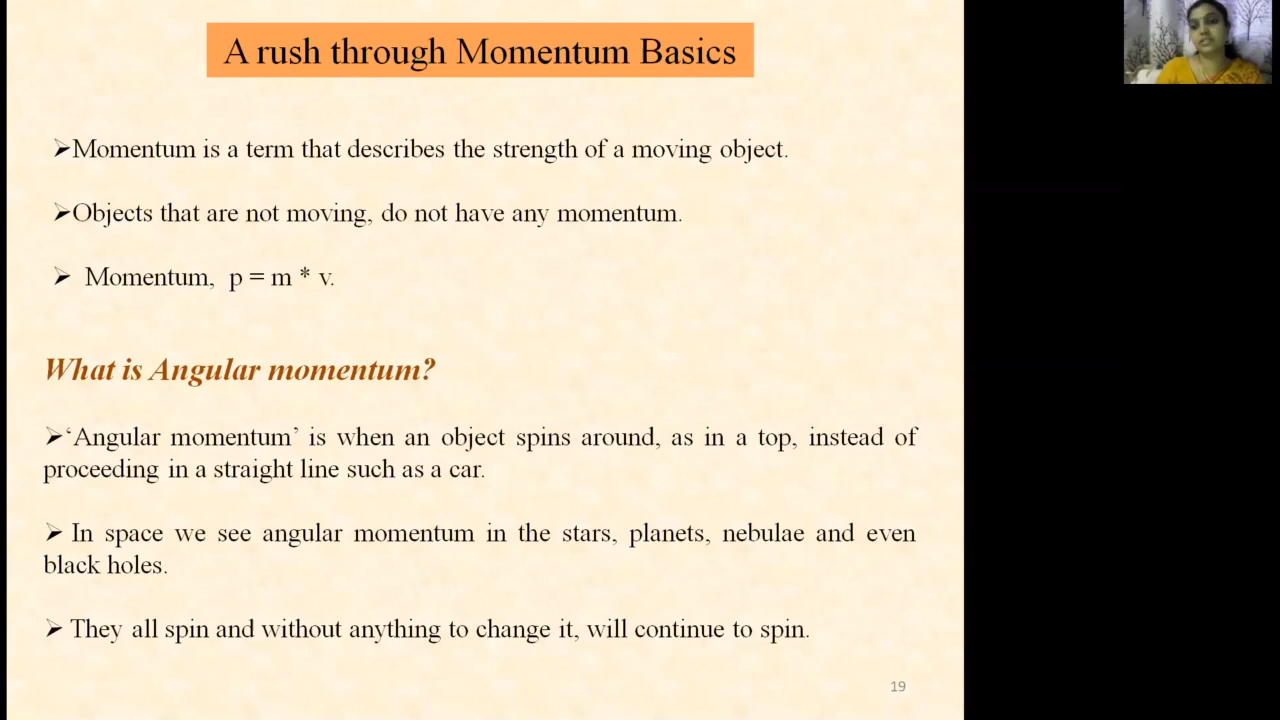 A rush through Momentum Basics
➢Momentum is a term that describes the strength of a moving object.
➢Objects that are not moving, do not have any momentum.
➢ Momentum, p = m * v.
What is Angular momentum?
➢‘Angular momentum’ is when an object spins around, as in a top, instead of
proceeding in a straight line such as a car.
➢ In space we see angular momentum in the stars, planets, nebulae and even
black holes.
➢ They all spin and without anything to change it, will continue to spin.
19